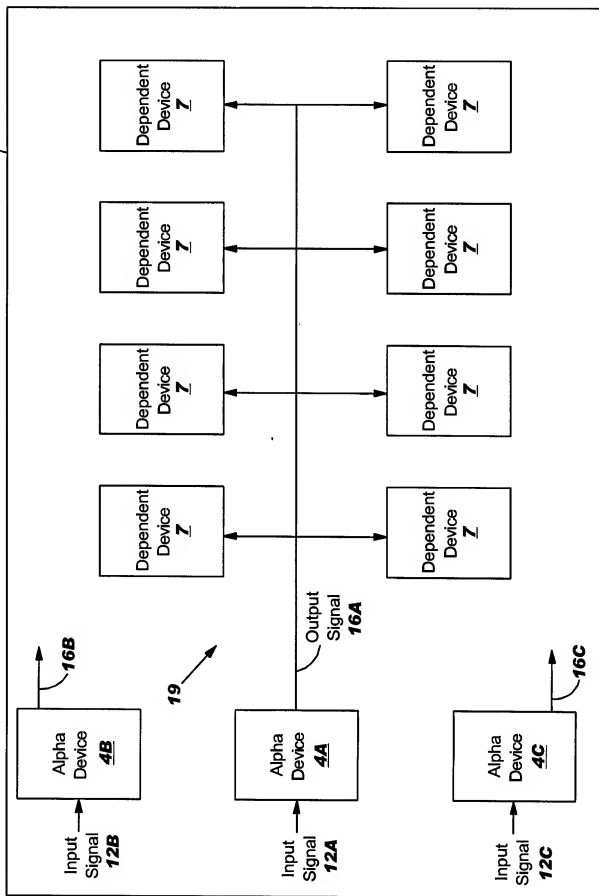 Input
Signal
12B
Alpha
Device
4B
16B
Input
Signal
12A
Alpha
Device
4A
Output
Signal
16A
19
Input
Signal
12C
Alpha
Device
4C
16C
Dependent
Device
7
Dependent
Device
7
Dependent
Device
7
Dependent
Device
7
Dependent
Device
7
Dependent
Device
7
Dependent
Device
7
Dependent
Device
7